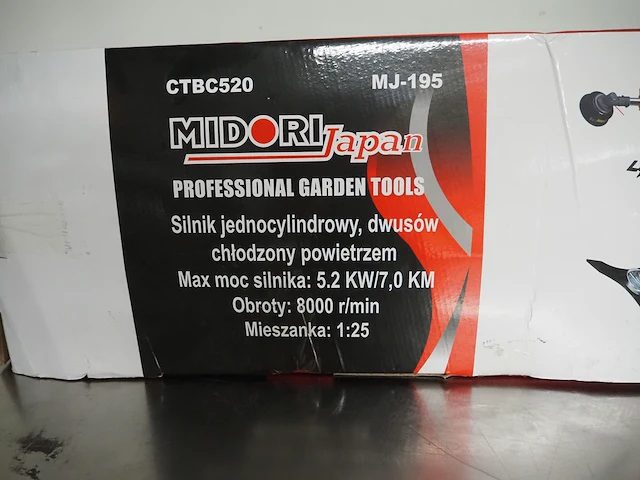 CTBC520 MJ-195
MIDORI Japan
PROFESSIONAL GARDEN TOOLS
Silnik jednocylindrowy, dwusów
chłodzony powietrzem
Max moc silnika: 5.2 KW/7,0 KM
Obroty: 8000 r/min
Mieszanka: 1:25